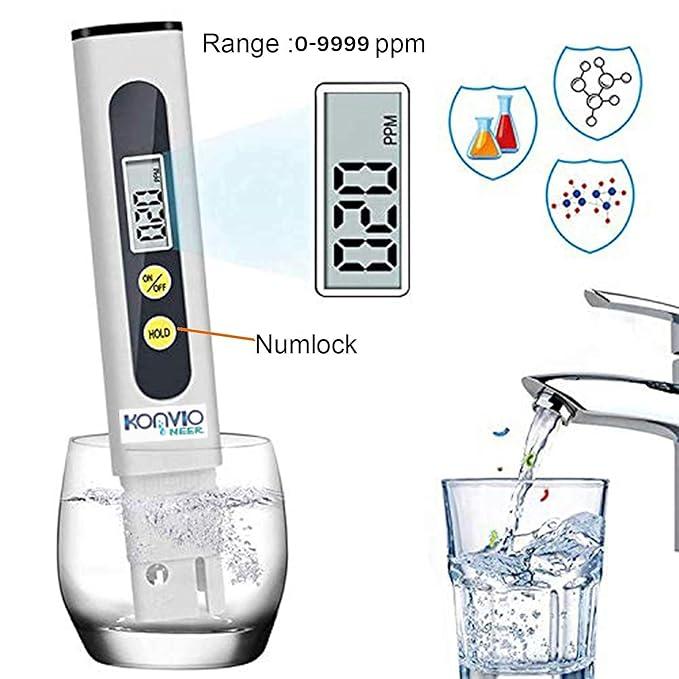 Range :0-9999 ppm
PPM
020
PPM
020
ON/OFF
HOLD
Numlock
KONVIO
NEER